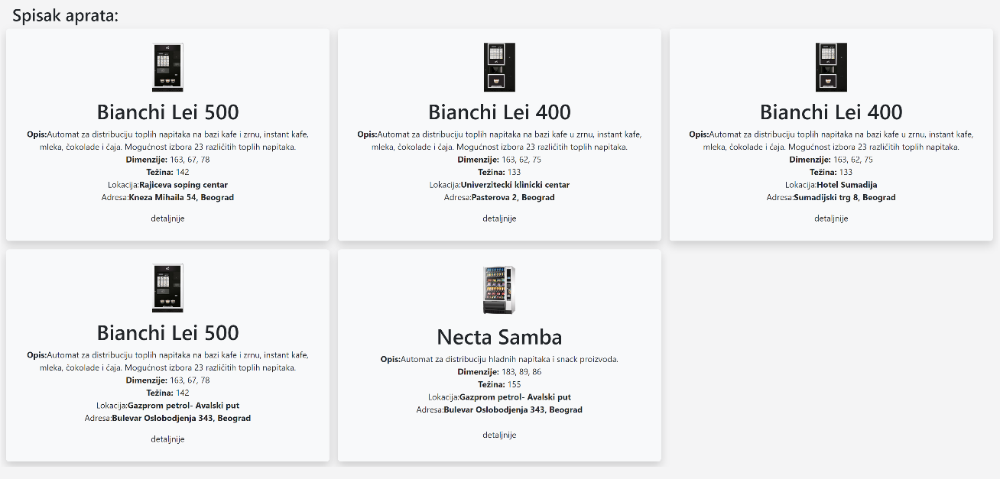 Spisak aprata:
Bianchi Lei 500
Opis:Automat za distribuciju toplih napitaka na bazi kafe i zrnu, instant kafe,
mleka, čokolade i čaja. Mogućnost izbora 23 različitih toplih napitaka.
Dimenzije: 163, 67, 78
Težina: 142
Lokacija:Rajiceva soping centar
Adresa:Kneza Mihaila 54, Beograd
detaljnije
Bianchi Lei 400
Opis:Automat za distribuciju toplih napitaka na bazi kafe u zrnu, instant kafe,
mleka, čokolade i čaja. Mogućnost izbora 23 različitih toplih napitaka.
Dimenzije: 163, 62, 75
Težina: 133
Lokacija:Univerzitecki klinicki centar
Adresa:Pasterova 2, Beograd
detaljnije
Bianchi Lei 400
Opis:Automat za distribuciju toplih napitaka na bazi kafe u zrnu, instant kafe,
mleka, čokolade i čaja. Mogućnost izbora 23 različitih toplih napitaka.
Dimenzije: 163, 62, 75
Težina: 133
Lokacija:Hotel Sumadija
Adresa:Sumadijski trg 8, Beograd
detaljnije
Bianchi Lei 500
Opis:Automat za distribuciju toplih napitaka na bazi kafe i zrnu, instant kafe,
mleka, čokolade i čaja. Mogućnost izbora 23 različitih toplih napitaka.
Dimenzije: 163, 67, 78
Težina: 142
Lokacija:Gazprom petrol- Avalski put
Adresa:Bulevar Oslobodjenja 343, Beograd
detaljnije
Necta Samba
Opis:Automat za distribuciju hladnih napitaka i snack proizvoda.
Dimenzije: 183, 89, 86
Težina: 155
Lokacija:Gazprom petrol- Avalski put
Adresa:Bulevar Oslobodjenja 343, Beograd
detaljnije